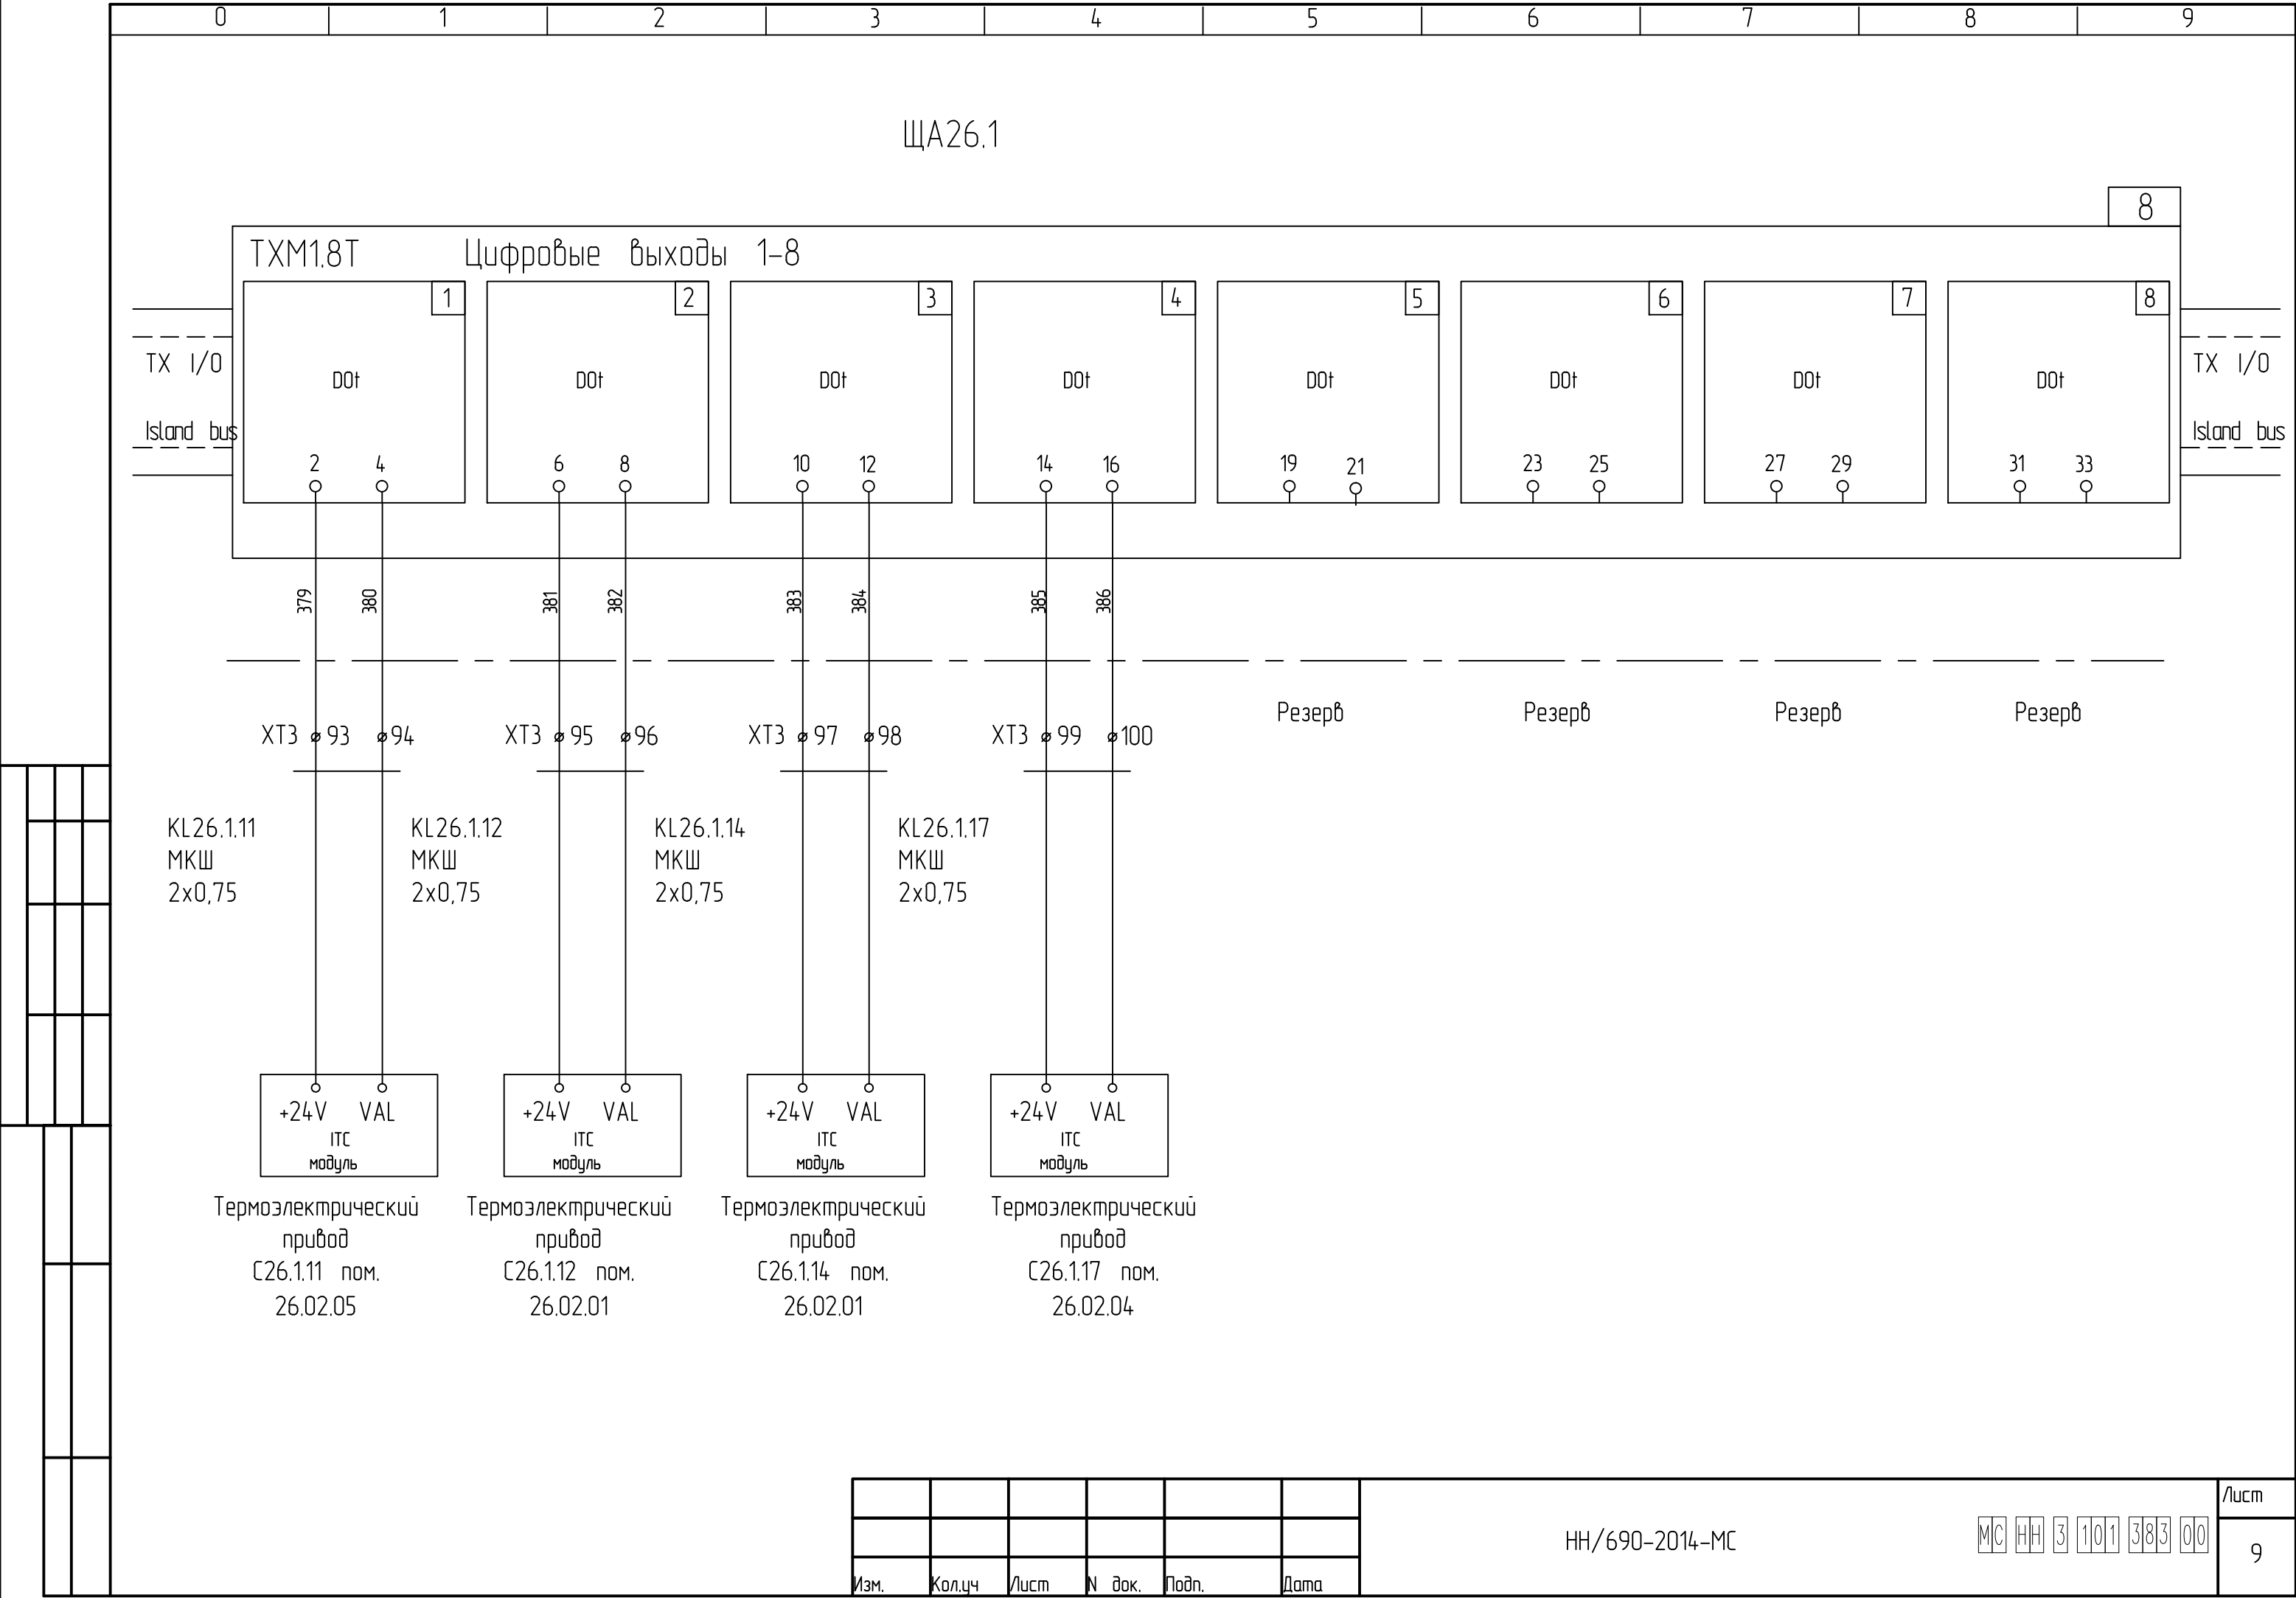 0 1 2 3 4 5 6 7 8 9
ЩА26.1
8
TXM1.8T Цифровые выходы 1-8
1 2 3 4 5 6 7 8
TX I/O DOt DOt DOt DOt DOt DOt DOt DOt TX I/O
Island bus Island bus
2 4 6 8 10 12 14 16 19 21 23 25 27 29 31 33
379 380 381 382 383 384 385 386
Резерв Резерв Резерв Резерв
XT3 93 94 XT3 95 96 XT3 97 98 XT3 99 100
KL26.1.11 KL26.1.12 KL26.1.14 KL26.1.17
МКШ МКШ МКШ МКШ
2x0,75 2x0,75 2x0,75 2x0,75
+24V VAL +24V VAL +24V VAL +24V VAL
ITC ITC ITC ITC
модуль модуль модуль модуль
Термоэлектрический Термоэлектрический Термоэлектрический Термоэлектрический
привод привод привод привод
С26.1.11 пом. С26.1.12 пом. С26.1.14 пом. С26.1.17 пом.
26.02.05 26.02.01 26.02.01 26.02.04
Изм. Кол.уч Лист N док. Подп. Дата
НН/690-2014-МС
МС НН 3 101 383 00
Лист
9